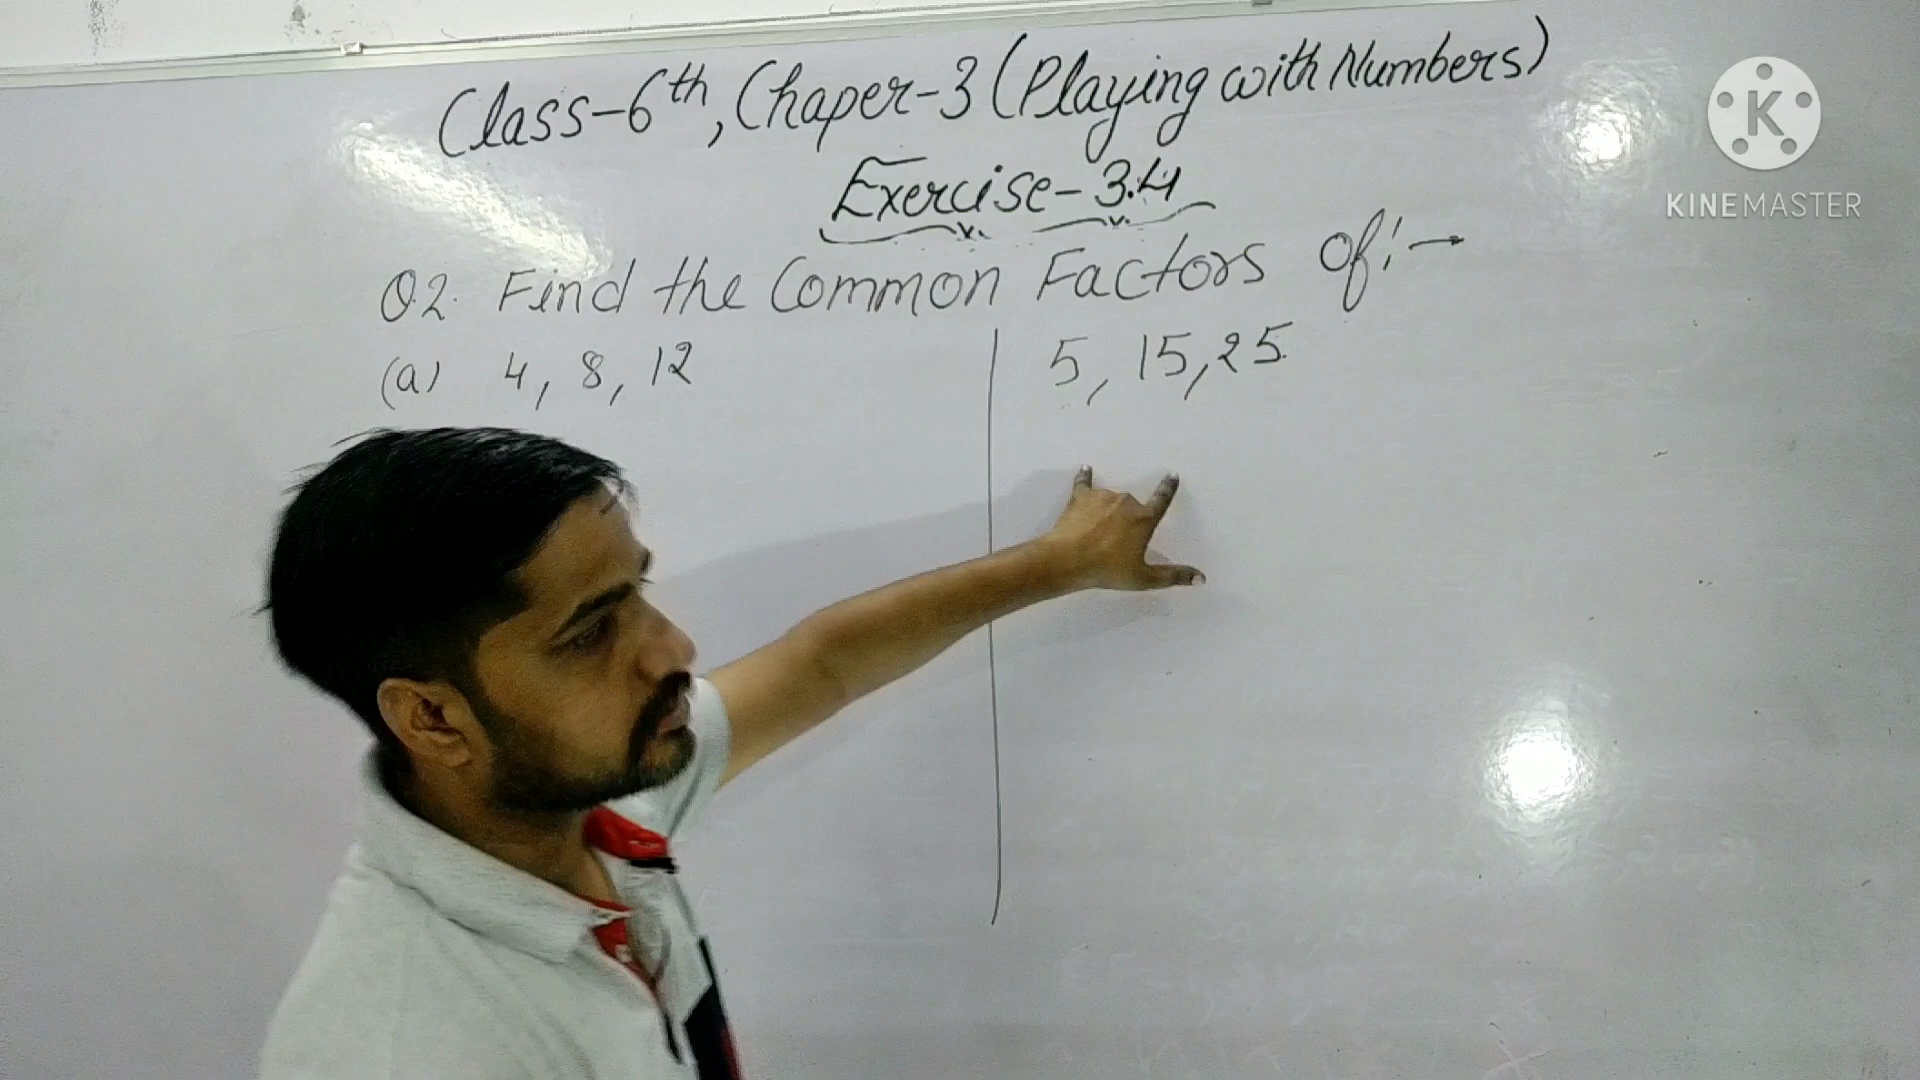 Class-6th, Chaper-3 (Playing with Numbers)
Exercise-3.4
Q.2. Find the Common Factors of:-
(a) 4, 8, 12
5, 15, 25
K
KINEMASTER